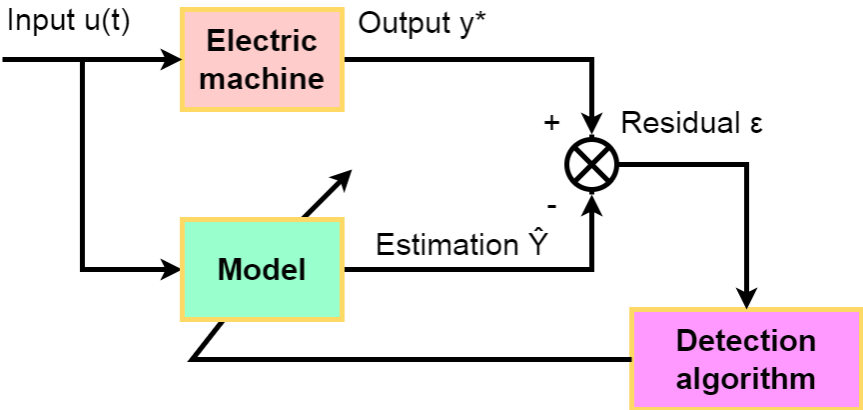 Input u(t)
Electric
machine
Output y*
+
Residual ε
-
Model
Estimation Ŷ
Detection
algorithm